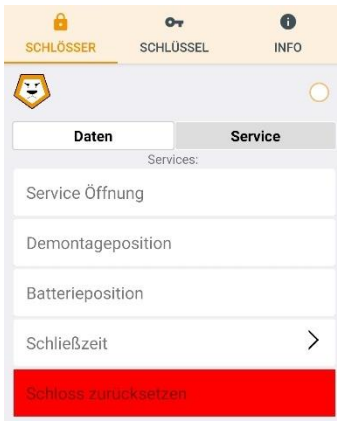 SCHLÖSSER SCHLÜSSEL INFO
Daten Service
Services:
Service Öffnung
Demontageposition
Batterieposition
Schließzeit
Schloss zurücksetzen